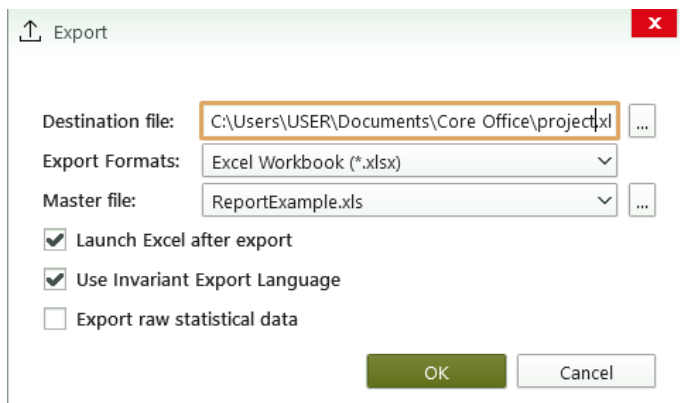 Export
x
Destination file: C:\Users\USER\Documents\Core Office\project.xl ...
Export Formats: Excel Workbook (*.xlsx)
Master file: ReportExample.xls ...
Launch Excel after export
Use Invariant Export Language
Export raw statistical data
OK Cancel